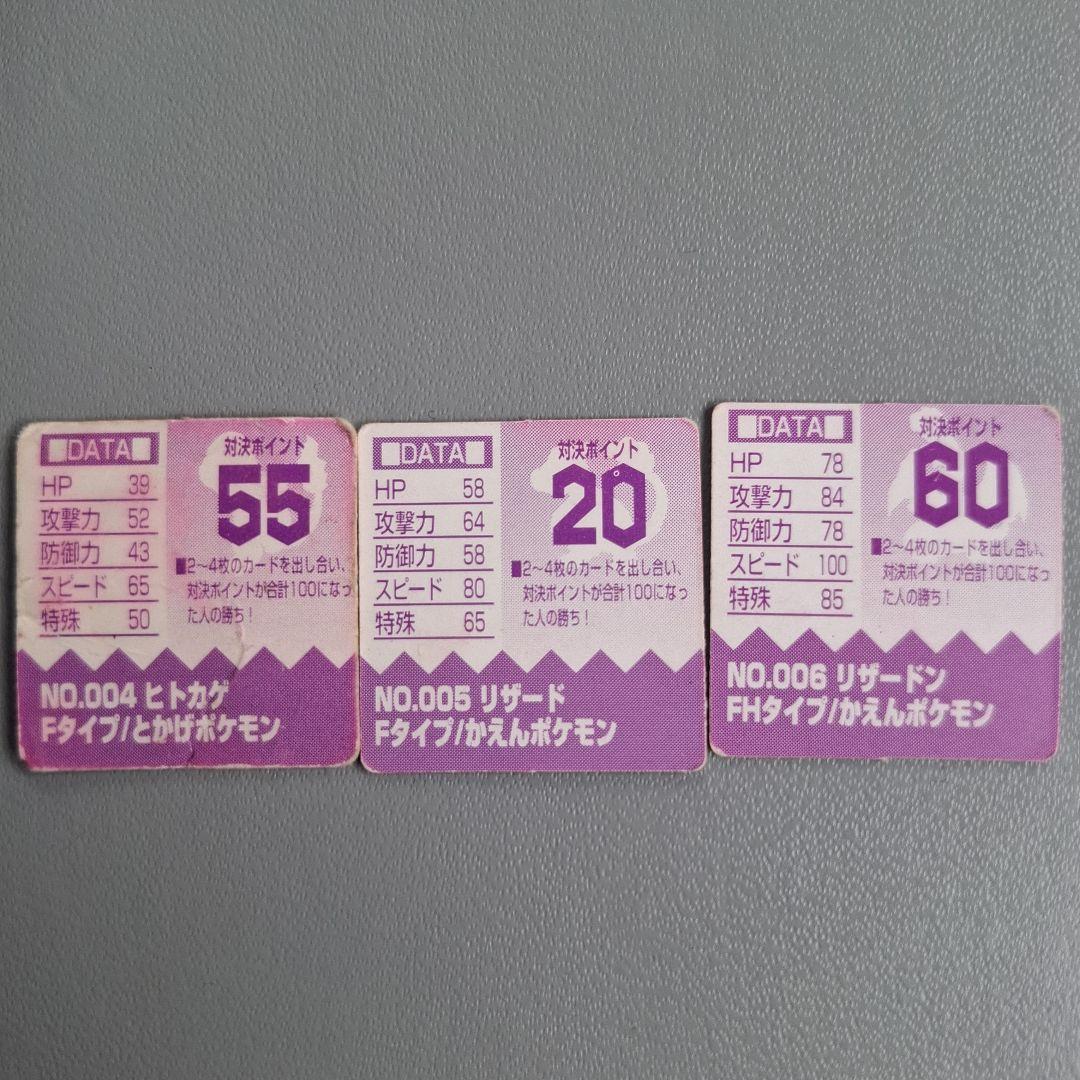 ■DATA■
HP 39
攻撃力 52
防御力 43
スピード 65
特殊 50
対決ポイント
55
■2～4枚のカードを出し合い、
対決ポイントが合計100になっ
た人の勝ち!
NO.004 ヒトカゲ
Fタイプ/とかげポケモン
■DATA■
HP 58
攻撃力 64
防御力 58
スピード 80
特殊 65
対決ポイント
20
■2～4枚のカードを出し合い、
対決ポイントが合計100になっ
た人の勝ち!
NO.005 リザード
Fタイプ/かえんポケモン
■DATA■
HP 78
攻撃力 84
防御力 78
スピード 100
特殊 85
対決ポイント
60
■2～4枚のカードを出し合い、
対決ポイントが合計100になっ
た人の勝ち!
NO.006 リザードン
FHタイプ/かえんポケモン